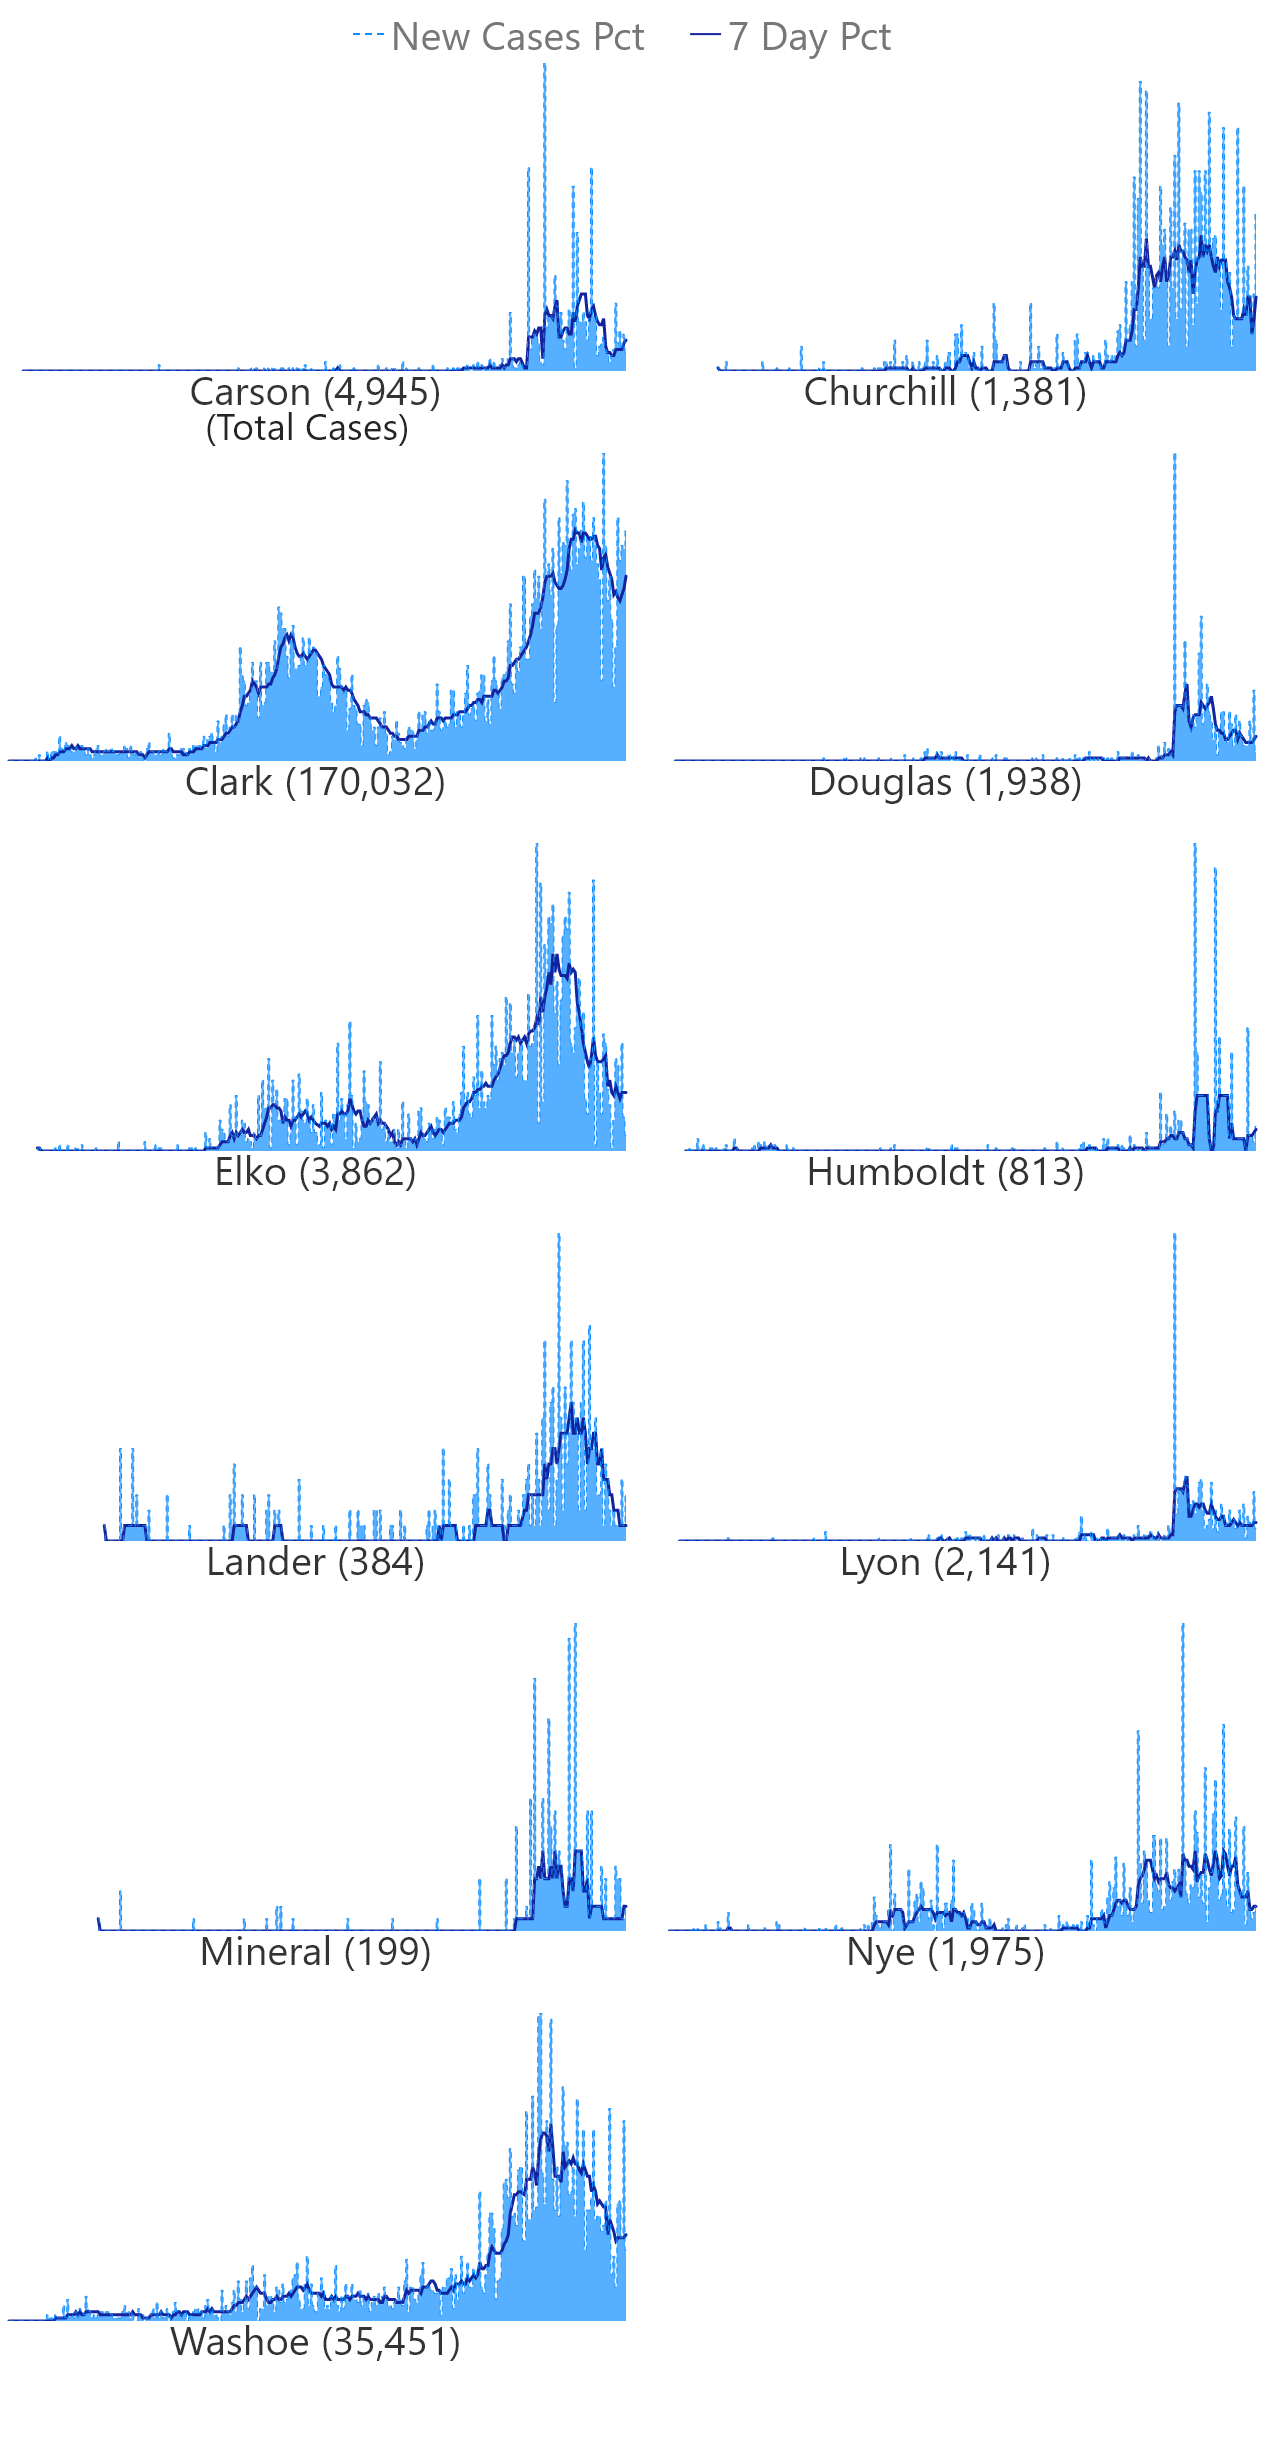 New Cases Pct 7 Day Pct
Carson (4,945) Churchill (1,381)
(Total Cases)
Clark (170,032) Douglas (1,938)
Elko (3,862) Humboldt (813)
Lander (384) Lyon (2,141)
Mineral (199) Nye (1,975)
Washoe (35,451)